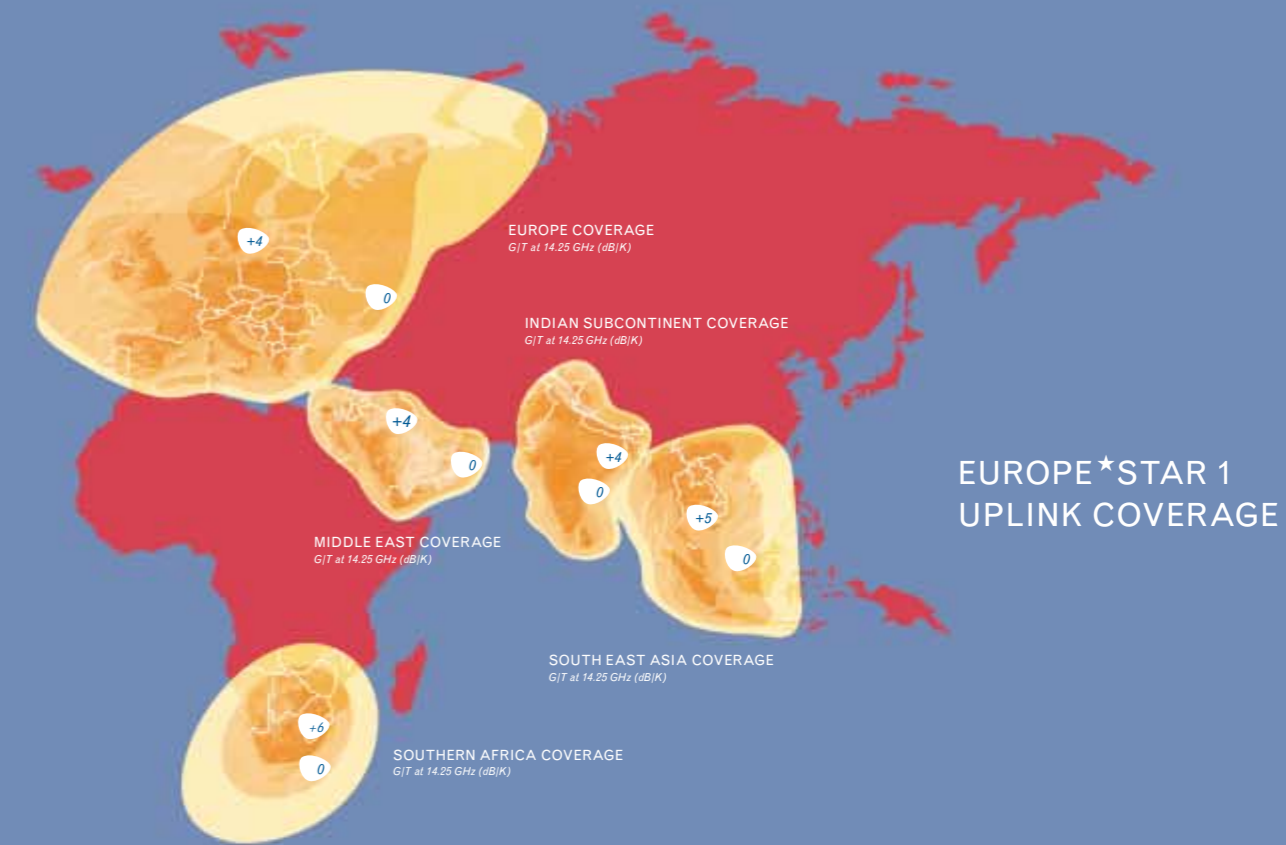 +4
0
EUROPE COVERAGE
G|T at 14.25 GHz (dB|K)
INDIAN SUBCONTINENT COVERAGE
G|T at 14.25 GHz (dB|K)
+4
0
+4
0
+5
0
EUROPE★STAR 1
UPLINK COVERAGE
MIDDLE EAST COVERAGE
G|T at 14.25 GHz (dB|K)
SOUTH EAST ASIA COVERAGE
G|T at 14.25 GHz (dB|K)
+6
0
SOUTHERN AFRICA COVERAGE
G|T at 14.25 GHz (dB|K)